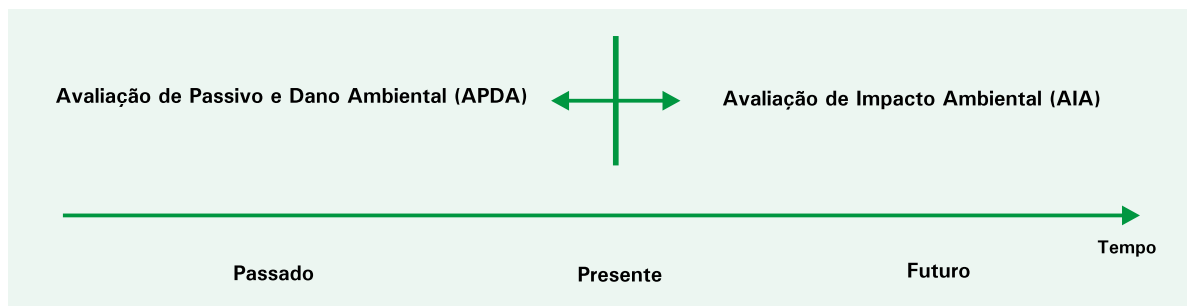 Avaliação de Passivo e Dano Ambiental (APDA)
Avaliação de Impacto Ambiental (AIA)
Tempo
Passado
Presente
Futuro